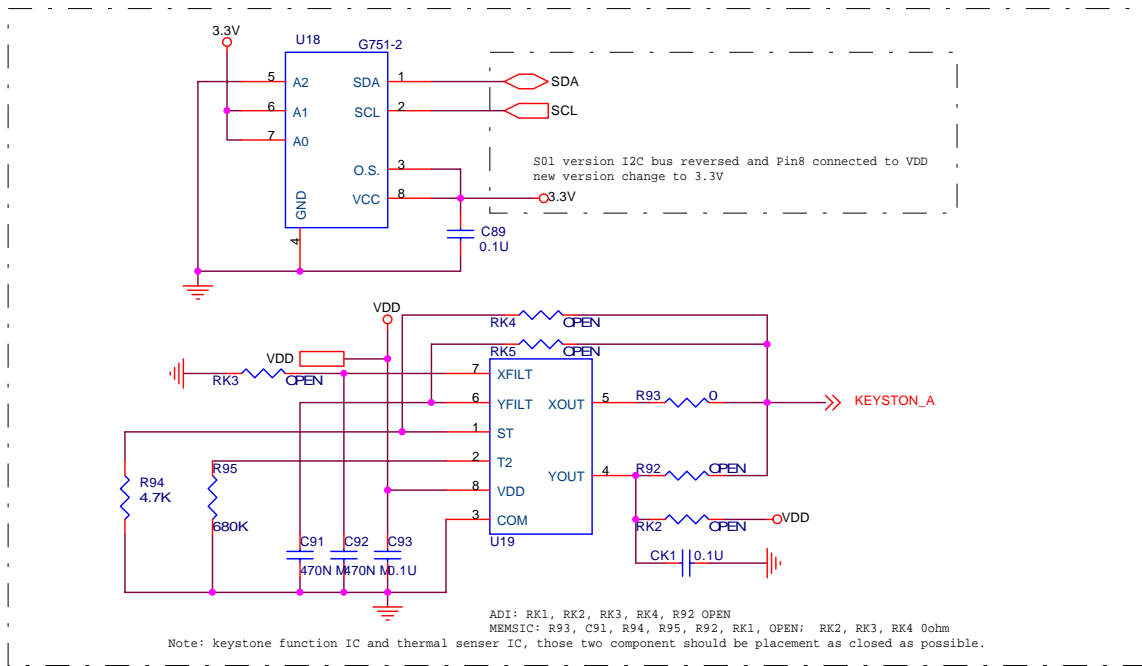 3.3V
U18
G751-2
5
A2
SDA
1
SDA
6
A1
SCL
2
SCL
7
A0
S01 version I2C bus reversed and Pin8 connected to VDD
new version change to 3.3V
O.S.
3
VCC
8
3.3V
GND
4
C89
0.1U
VDD
RK4
OPEN
VDD
RK5
OPEN
RK3
OPEN
7
XFILT
6
YFILT
XOUT
5
R93
0
KEYSTON_A
1
ST
2
T2
YOUT
4
R92
OPEN
R94
4.7K
R95
680K
8
VDD
3
COM
U19
RK2
OPEN
VDD
C91
470N M
C92
470N M
C93
0.1U
CK1
0.1U
ADI: RK1, RK2, RK3, RK4, R92 OPEN
MEMSIC: R93, C91, R94, R95, R92, RK1, OPEN; RK2, RK3, RK4 0ohm
Note: keystone function IC and thermal senser IC, those two component should be placement as closed as possible.